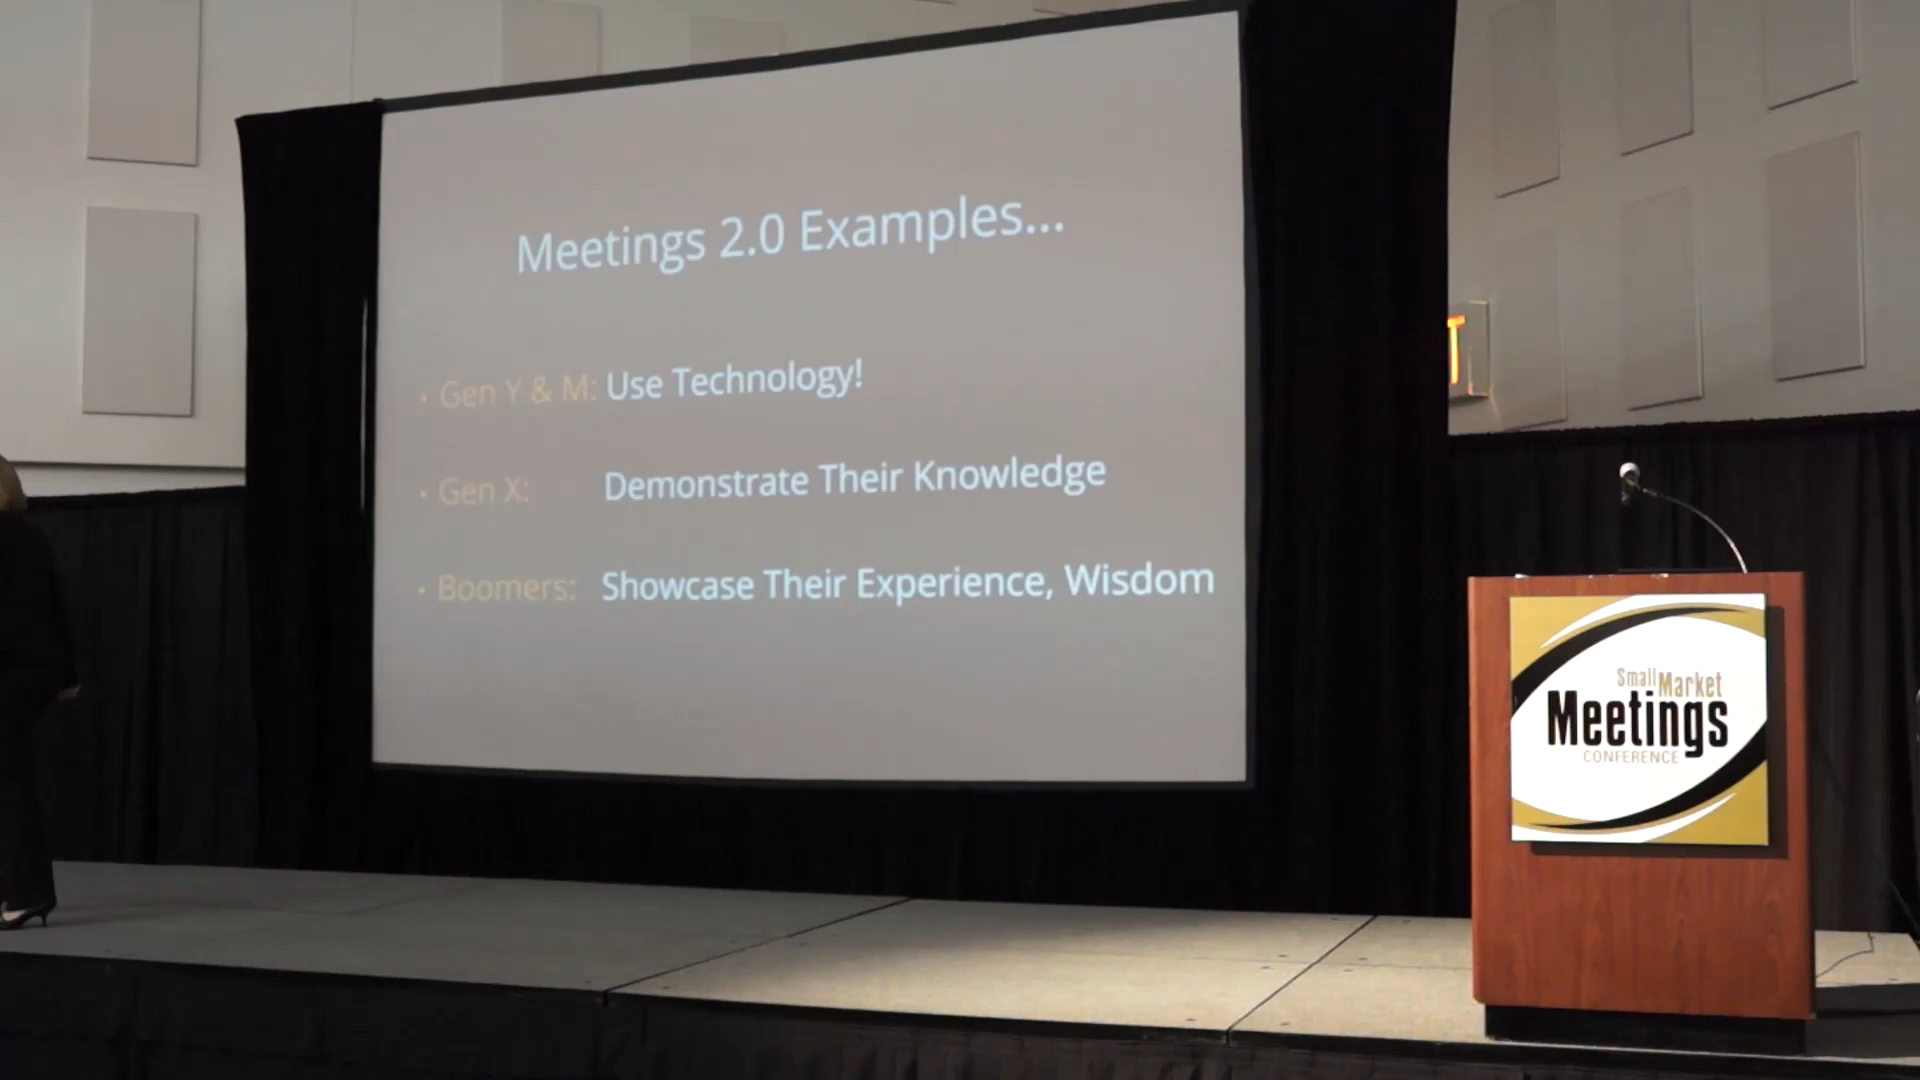 Meetings 2.0 Examples...
• Gen Y & M: Use Technology!
• Gen X: Demonstrate Their Knowledge
• Boomers: Showcase Their Experience, Wisdom
T
Small Market
Meetings
CONFERENCE